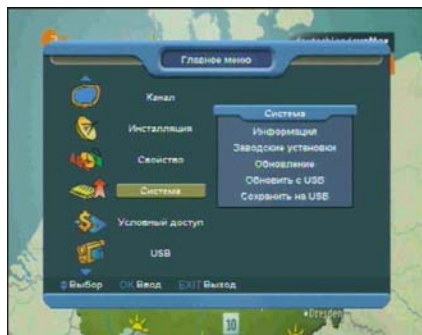 Главное меню
Канал
Инсталляция
Свойство
Система
Условный доступ
USB
Система
Информация
Заводские установки
Обновление
Обновить с USB
Сохранить на USB
Выбор OK Ввод EXIT Выход
10
Dresden